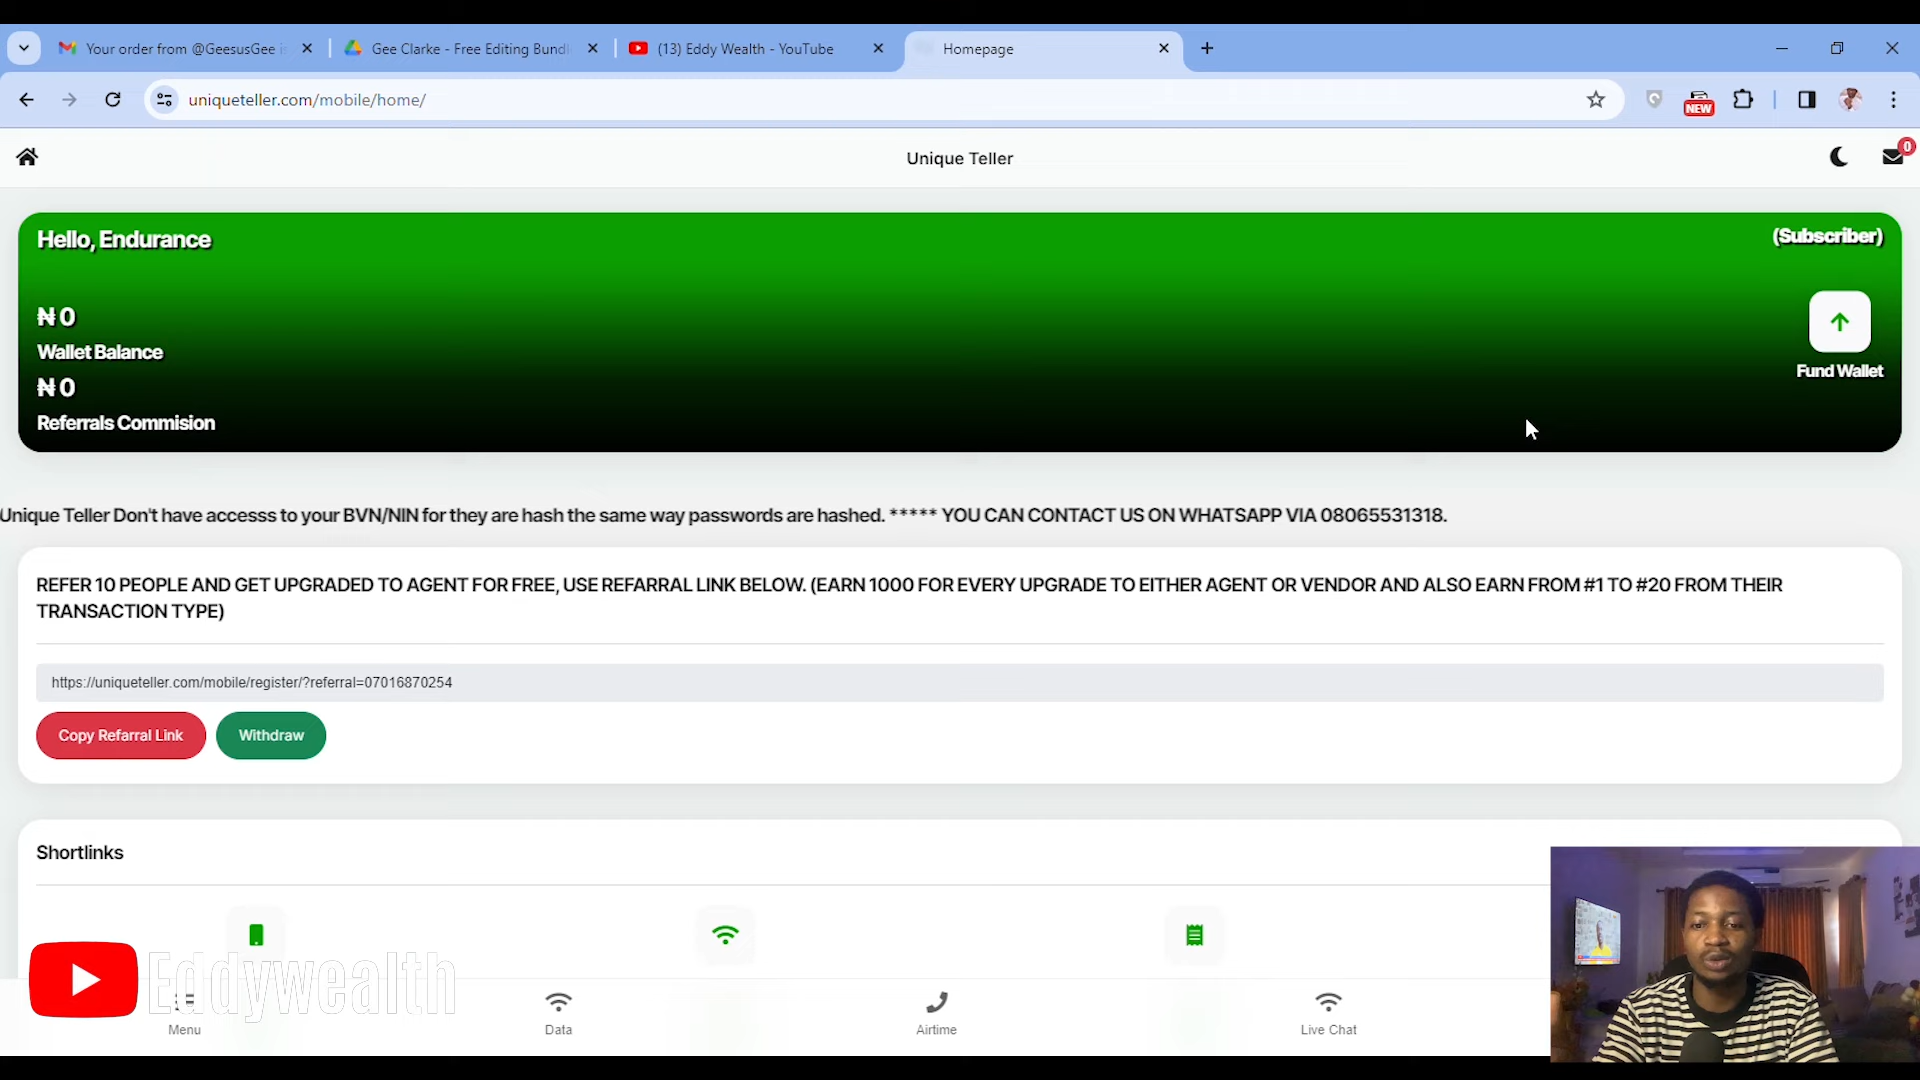 Your order from @GeesusGee is
Gee Clarke - Free Editing Bundl
(13) Eddy Wealth - YouTube
Homepage
uniqueteller.com/mobile/home/
NEW
Unique Teller
0
Hello, Endurance
(Subscriber)
₦ 0
Wallet Balance
₦ 0
Referrals Commision
Fund Wallet
Unique Teller Don't have accesss to your BVN/NIN for they are hash the same way passwords are hashed. ***** YOU CAN CONTACT US ON WHATSAPP VIA 08065531318.
REFER 10 PEOPLE AND GET UPGRADED TO AGENT FOR FREE, USE REFARRAL LINK BELOW. (EARN 1000 FOR EVERY UPGRADE TO EITHER AGENT OR VENDOR AND ALSO EARN FROM #1 TO #20 FROM THEIR
TRANSACTION TYPE)
https://uniqueteller.com/mobile/register/?referral=07016870254
Copy Refarral Link
Withdraw
Shortlinks
Eddywealth
Menu
Data
Airtime
Live Chat